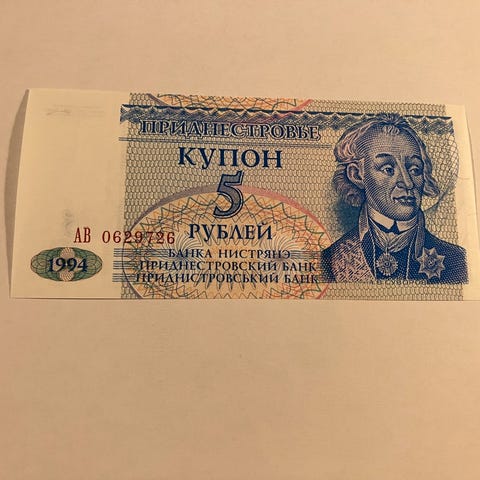 ПРИДНЕСТРОВЬЕ
КУПОН
5
РУБЛЕЙ
АВ 0629726
БАНКА НИСТРЯНЭ
ПРИДНЕСТРОВСКИЙ БАНК
ПРИДНІСТРОВСЬКИЙ БАНК
1994